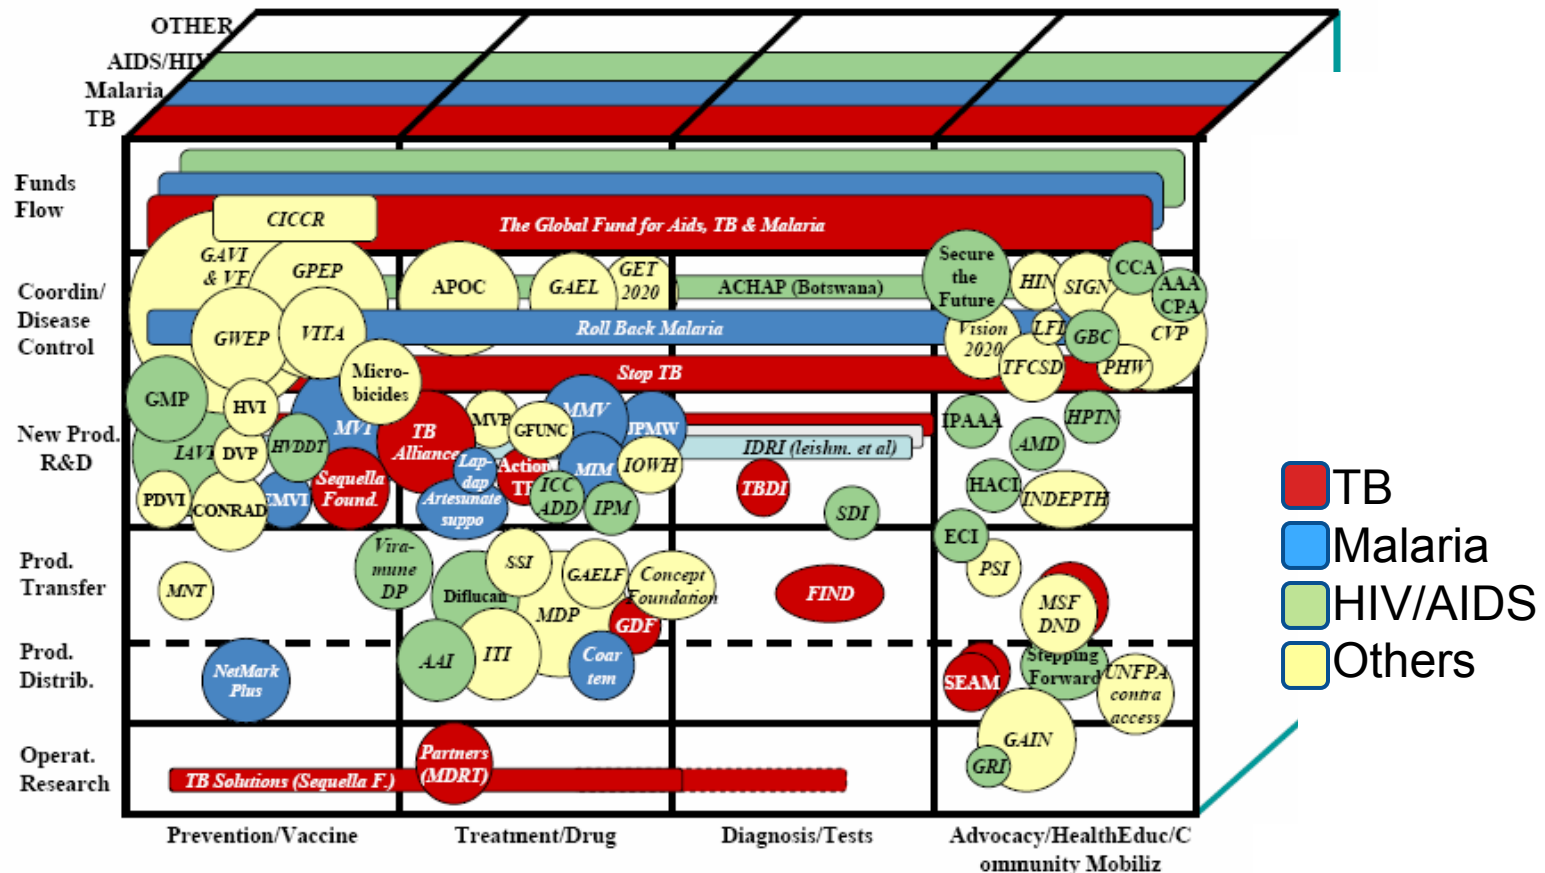 OTHER
AIDS/HIV
Malaria
TB
Funds
Flow
CICCR
The Global Fund for Aids, TB & Malaria
Coordin/
Disease
Control
GAVI
& VF
GPEP
APOC
GAEL
GET
2020
ACHAP (Botswana)
Secure
the
Future
HIN
SIGN
CCA
AAA
CPA
GWEP
VITA
Roll Back Malaria
Vision
2020
LFI
GBC
CVP
TFCSD
PHW
Micro-
bicides
Stop TB
New Prod.
R&D
GMP
HVI
IAVI
DVP
HVDDT
MVI
TB
Alliance
MVP
GFUNC
MMV
JPMW
IDRI (leishm. et al)
IPAAA
AMD
HPTN
PDVI
CONRAD
EMVI
Sequella
Found.
Lap-
dap
Artesunate
suppo
Action
TB
MIM
IOWH
ICC
ADD
IPM
TBDI
SDI
HACI
INDEPTH
ECI
Prod.
Transfer
MNT
Vira-
mune
DP
Diflucan
SSI
GAELF
MDP
Concept
Foundation
GDF
FIND
PSI
MSF
DND
Prod.
Distrib.
NetMark
Plus
AAI
ITI
Coar
tem
SEAM
Stepping
Forward
UNFPA
contra
access
Operat.
Research
TB Solutions (Sequella F.)
Partners
(MDRT)
GAIN
GRI
Prevention/Vaccine
Treatment/Drug
Diagnosis/Tests
Advocacy/HealthEduc/C
ommunity Mobiliz
TB
Malaria
HIV/AIDS
Others